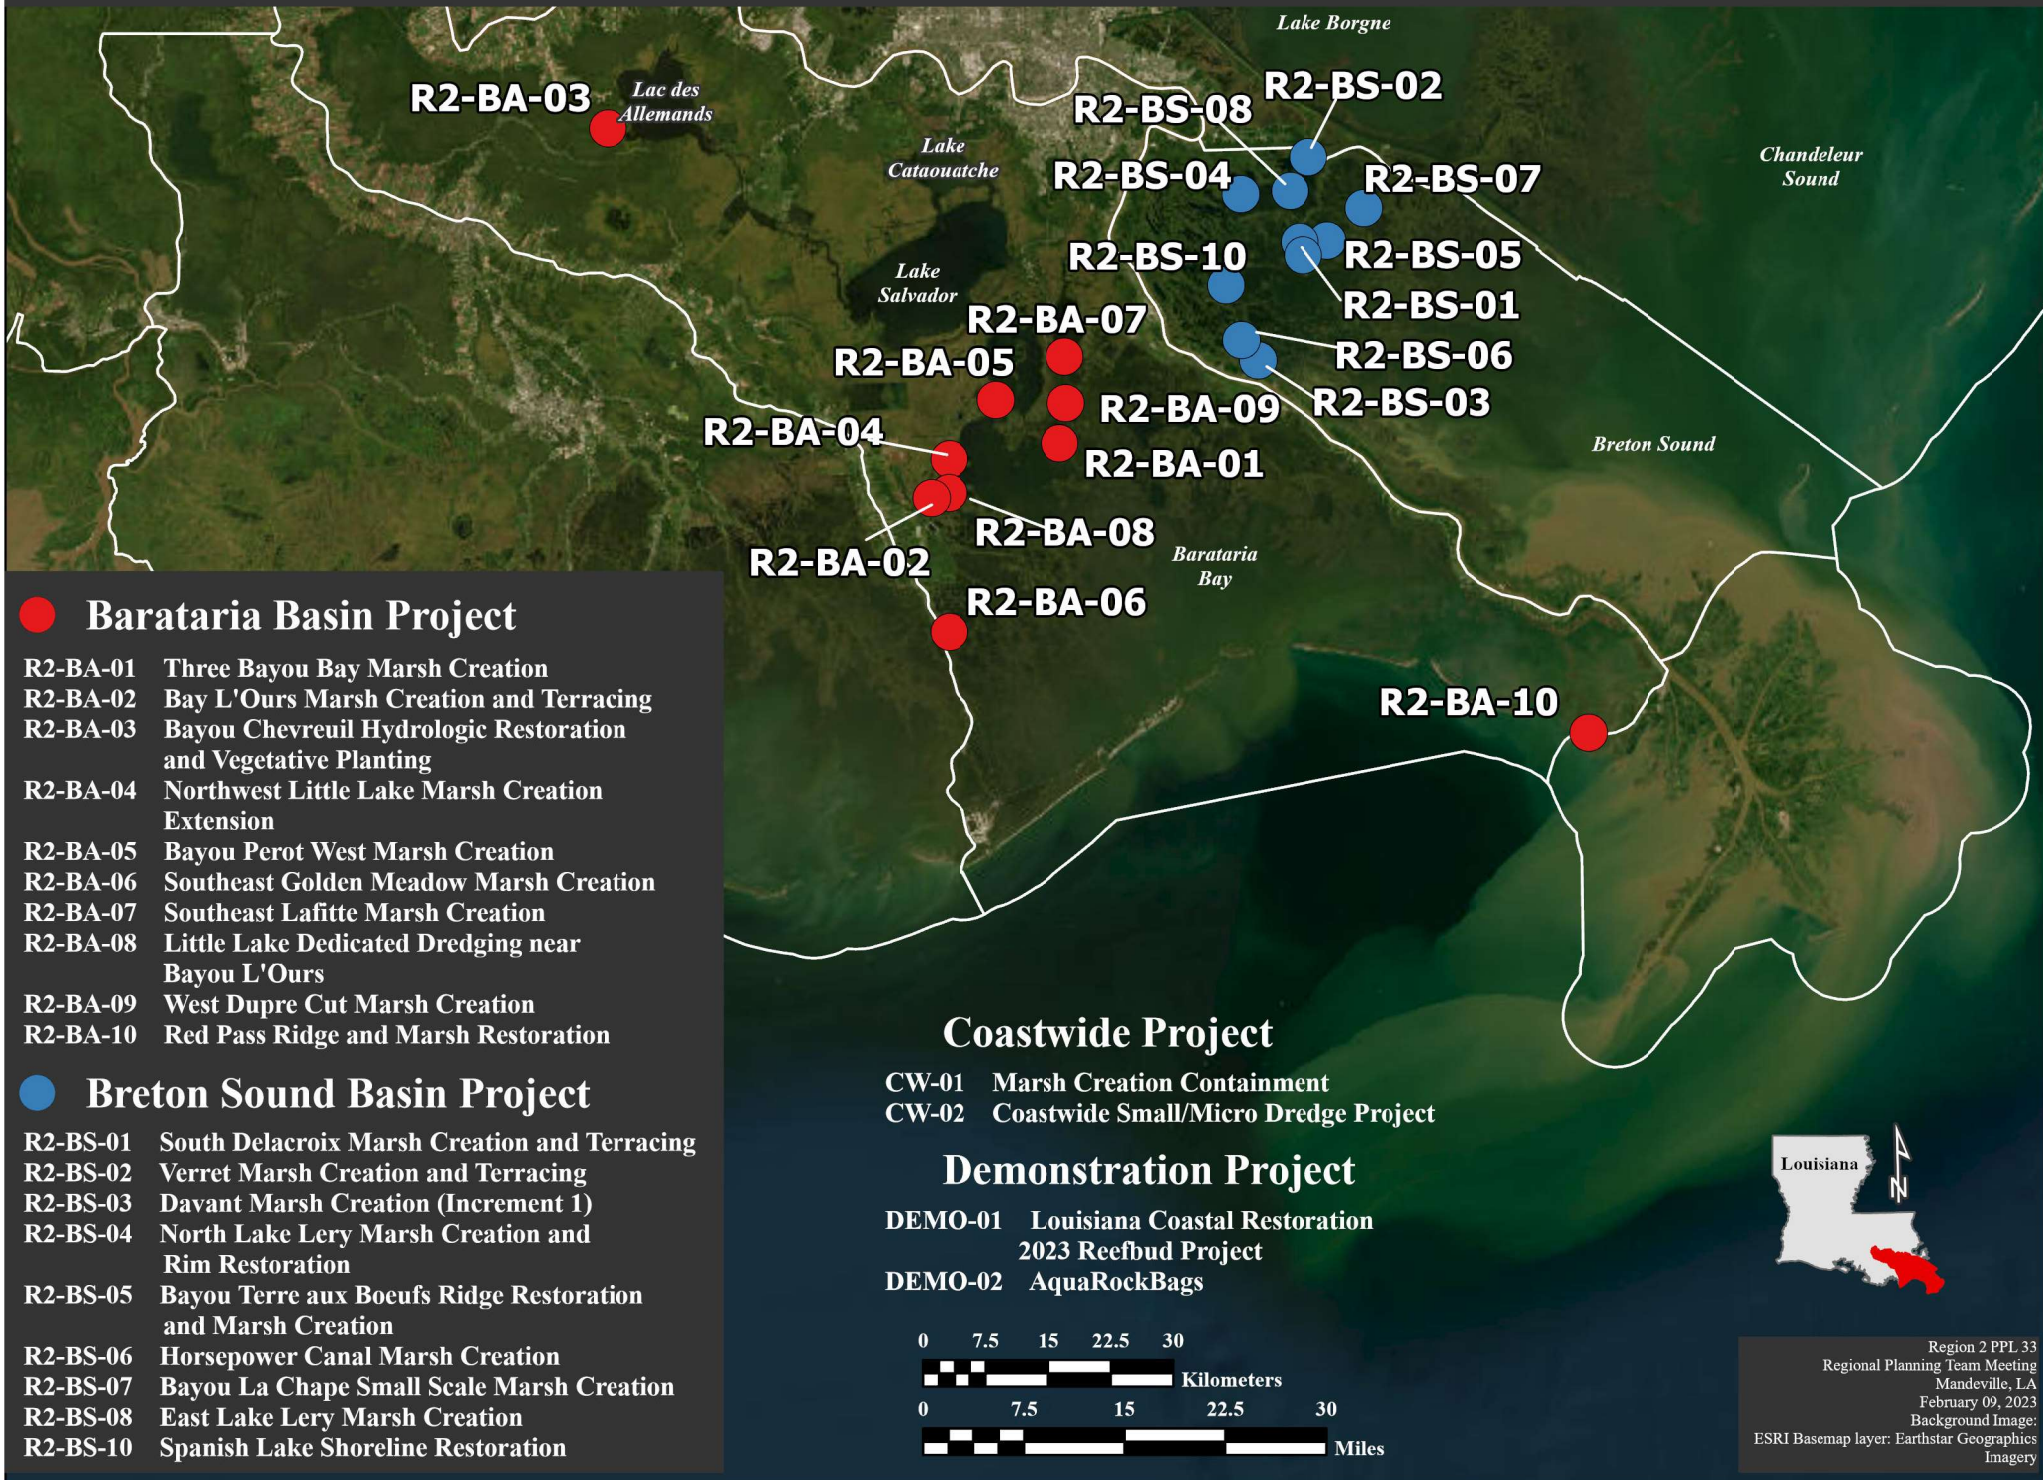 Lake Borgne
R2-BS-02
R2-BA-03
Lac des
Allemands
R2-BS-08
Lake
Cataouatche
Chandeleur
Sound
R2-BS-04
R2-BS-07
R2-BS-10
R2-BS-05
Lake
Salvador
R2-BS-01
R2-BA-07
R2-BS-06
R2-BA-05
R2-BS-03
R2-BA-09
R2-BA-04
Breton Sound
R2-BA-01
R2-BA-08
R2-BA-02
Barataria
Bay
R2-BA-06
R2-BA-10
Barataria Basin Project
R2-BA-01 Three Bayou Bay Marsh Creation
R2-BA-02 Bay L'Ours Marsh Creation and Terracing
R2-BA-03 Bayou Chevreuil Hydrologic Restoration
and Vegetative Planting
R2-BA-04 Northwest Little Lake Marsh Creation
Extension
R2-BA-05 Bayou Perot West Marsh Creation
R2-BA-06 Southeast Golden Meadow Marsh Creation
R2-BA-07 Southeast Lafitte Marsh Creation
R2-BA-08 Little Lake Dedicated Dredging near
Bayou L'Ours
R2-BA-09 West Dupre Cut Marsh Creation
R2-BA-10 Red Pass Ridge and Marsh Restoration
Breton Sound Basin Project
R2-BS-01 South Delacroix Marsh Creation and Terracing
R2-BS-02 Verret Marsh Creation and Terracing
R2-BS-03 Davant Marsh Creation (Increment 1)
R2-BS-04 North Lake Lery Marsh Creation and
Rim Restoration
R2-BS-05 Bayou Terre aux Boeufs Ridge Restoration
and Marsh Creation
R2-BS-06 Horsepower Canal Marsh Creation
R2-BS-07 Bayou La Chape Small Scale Marsh Creation
R2-BS-08 East Lake Lery Marsh Creation
R2-BS-10 Spanish Lake Shoreline Restoration
Coastwide Project
CW-01 Marsh Creation Containment
CW-02 Coastwide Small/Micro Dredge Project
Demonstration Project
DEMO-01 Louisiana Coastal Restoration
2023 Reefbud Project
DEMO-02 AquaRockBags
0 7.5 15 22.5 30
Kilometers
0 7.5 15 22.5 30
Miles
Louisiana
N
Region 2 PPL 33
Regional Planning Team Meeting
Mandeville, LA
February 09, 2023
Background Image:
ESRI Basemap layer: Earthstar Geographics
Imagery